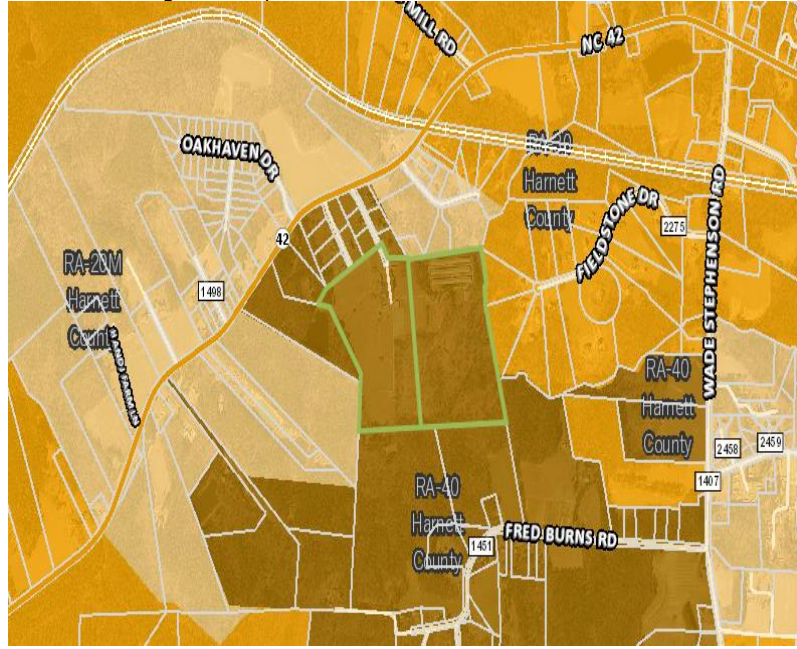 MILL RD
NC 42
OAKHAVEN DR
RA-30
Harnett
County
WADE STEPHENSON RD
FIELDSTONE DR
2275
42
RA-20M
Harnett
County
1498
RA-40
Harnett
County
2458
2459
1407
RA-40
Harnett
County
FRED BURNS RD
1451